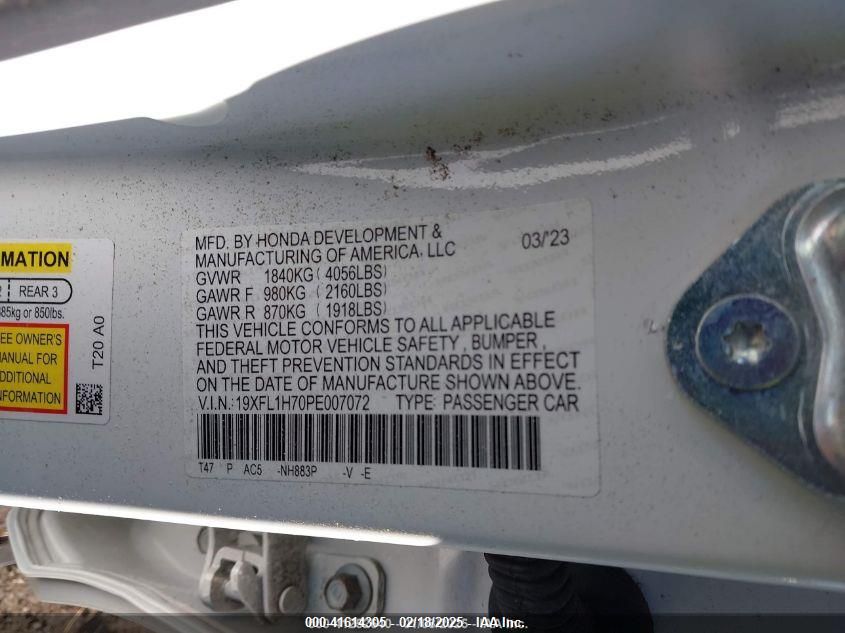 MFD. BY HONDA DEVELOPMENT & 03/'23
MANUFACTURING OF AMERICA, LLC
GVWR 1840KG ( 4056LBS)
GAWR F 980KG ( 2160LBS)
GAWR R 870KG ( 1918LBS)
THIS VEHICLE CONFORMS TO ALL APPLICABLE
FEDERAL MOTOR VEHICLE SAFETY , BUMPER ,
AND THEFT PREVENTION STANDARDS IN EFFECT
ON THE DATE OF MANUFACTURE SHOWN ABOVE.
V.I.N.:19XFL1H70PE007072 TYPE: PASSENGER CAR
T47 P AC5 -NH883P -V -E
MATION
2 REAR 3
385kg or 850lbs.
EE OWNER'S
MANUAL FOR
DDITIONAL
NFORMATION
T20 A0
000-41614305 02/18/2025 IAA Inc.